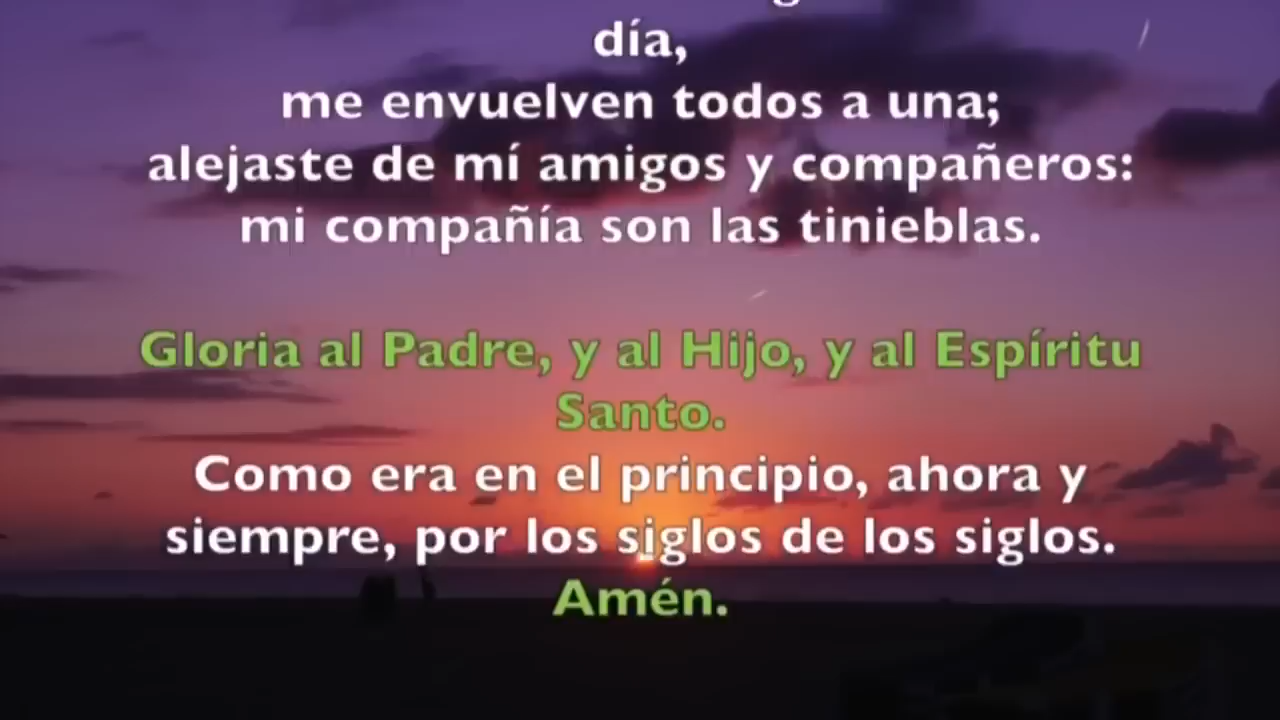 día,
me envuelven todos a una;
alejaste de mí amigos y compañeros:
mi compañía son las tinieblas.
Gloria al Padre, y al Hijo, y al Espíritu
Santo.
Como era en el principio, ahora y
siempre, por los siglos de los siglos.
Amén.